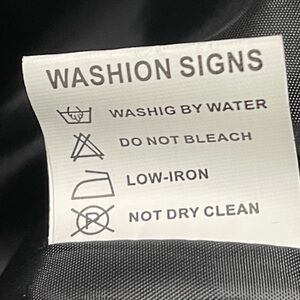 WASHION SIGNS
WASHIG BY WATER
DO NOT BLEACH
LOW-IRON
P NOT DRY CLEAN